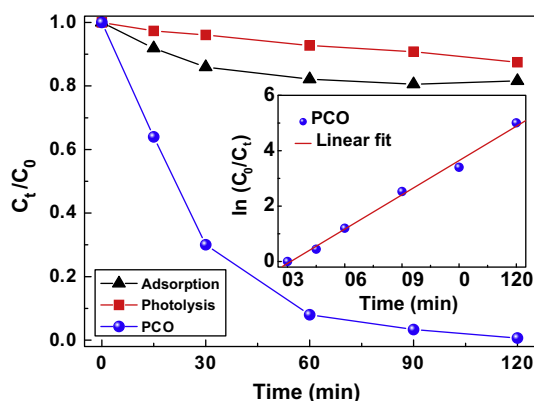 1.0
0.8
0.6
0.4
0.2
0.0
Ct/C0
Adsorption
Photolysis
PCO
0 30 60 90 120
Time (min)
6
4
2
0
ln (C0/Ct)
PCO
Linear fit
03 06 09 0 120
Time (min)